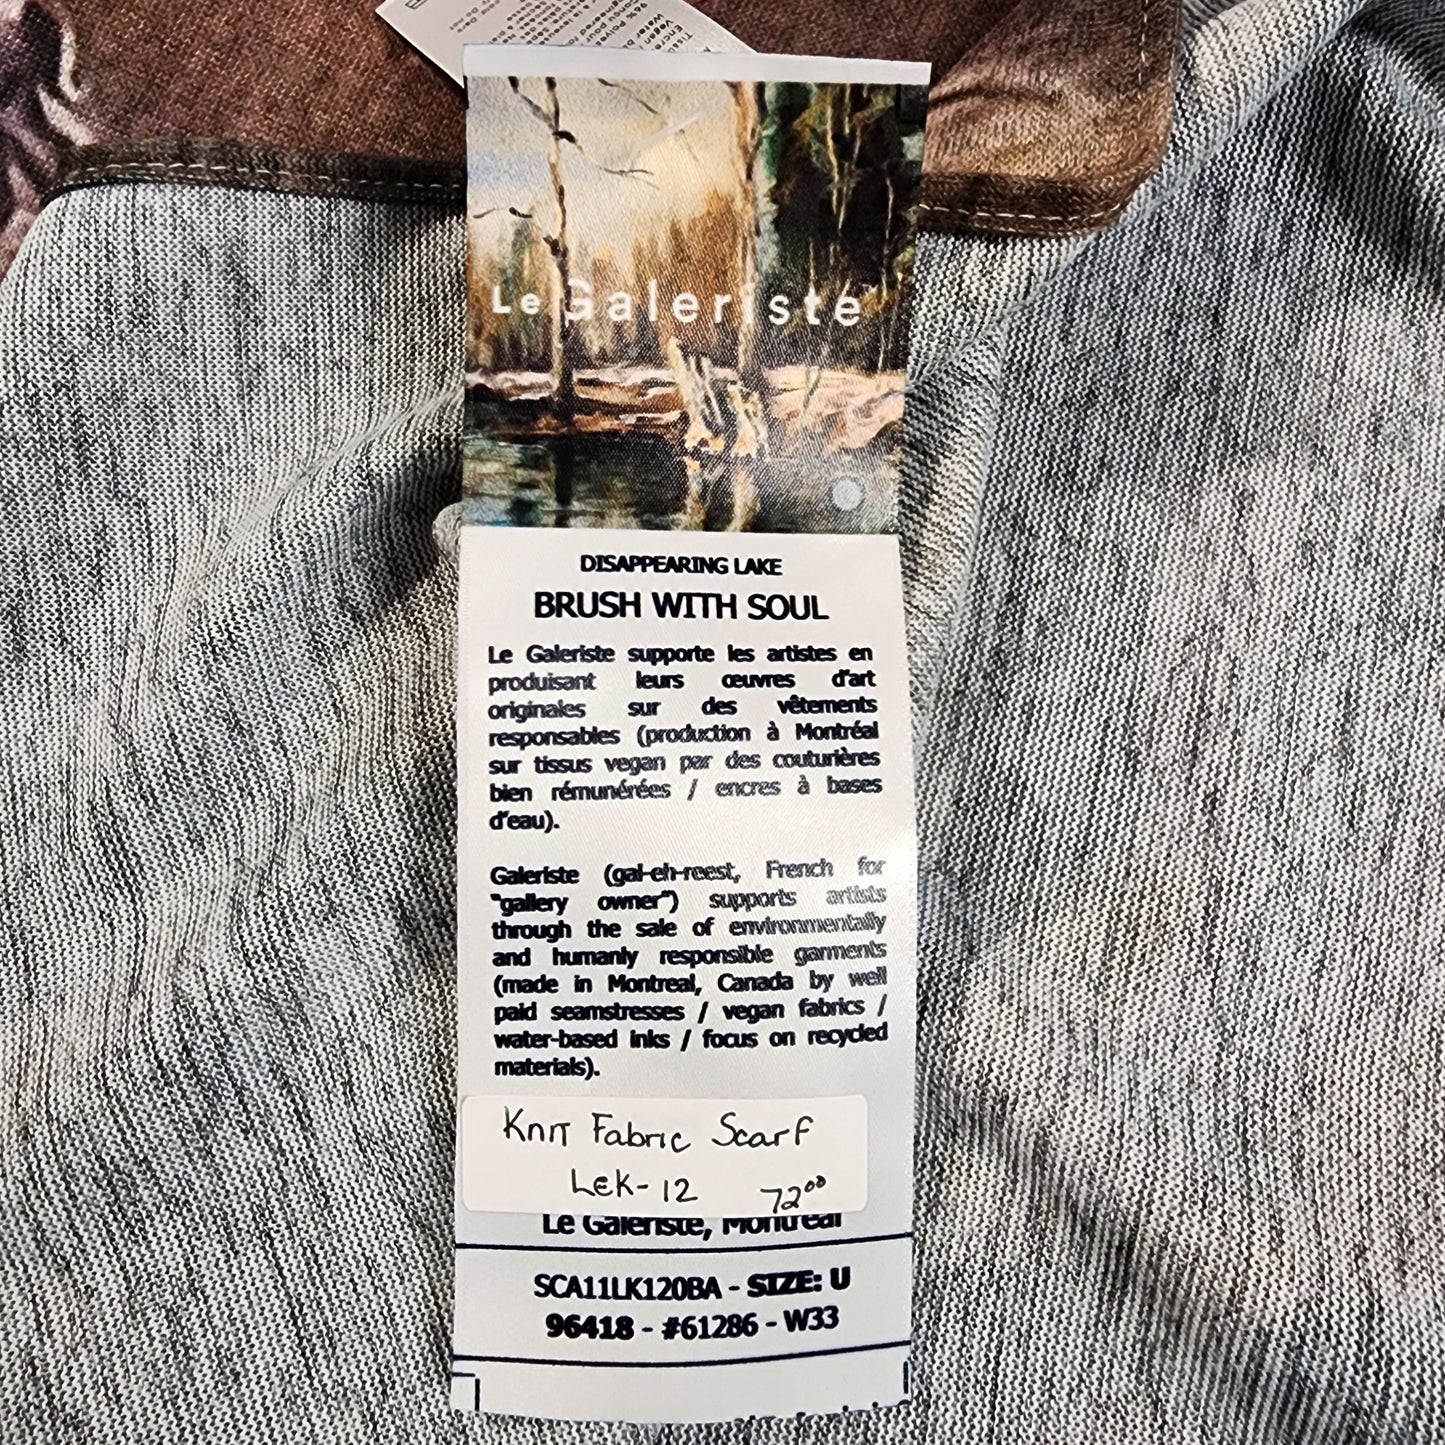 Le Galeriste
DISAPPEARING LAKE
BRUSH WITH SOUL
Le Galeriste supporte les artistes en
produisant leurs œuvres d'art
originales sur des vêtements
responsables (production à Montréal
sur tissus vegan par des couturières
bien rémunérées / encres à bases
d'eau).
Galeriste (gal-eh-reest, French for
"gallery owner") supports artists
through the sale of environmentally
and humanly responsible garments
(made in Montreal, Canada by well
paid seamstresses / vegan fabrics /
water-based inks / focus on recycled
materials).
Knit Fabric Scarf
Lek-12 72⁰⁰
Le Galeriste, Montréal
SCA11LK120BA - SIZE: U
96418 - #61286 - W33